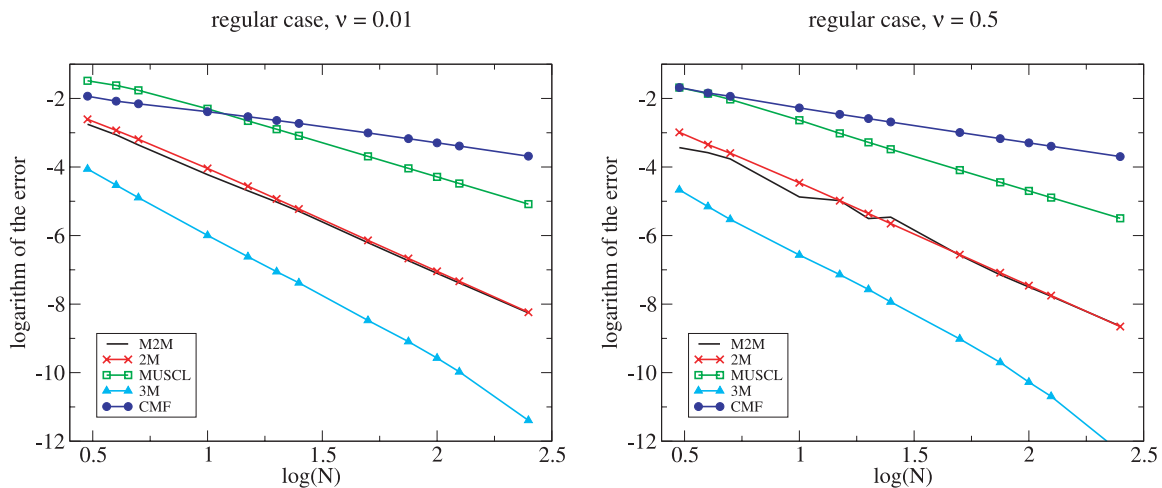 regular case, ν = 0.01
logarithm of the error
-2
-4
-6
-8
-10
-12
0.5
1
1.5
2
2.5
log(N)
M2M
2M
MUSCL
3M
CMF
regular case, ν = 0.5
logarithm of the error
-2
-4
-6
-8
-10
-12
0.5
1
1.5
2
2.5
log(N)
M2M
2M
MUSCL
3M
CMF